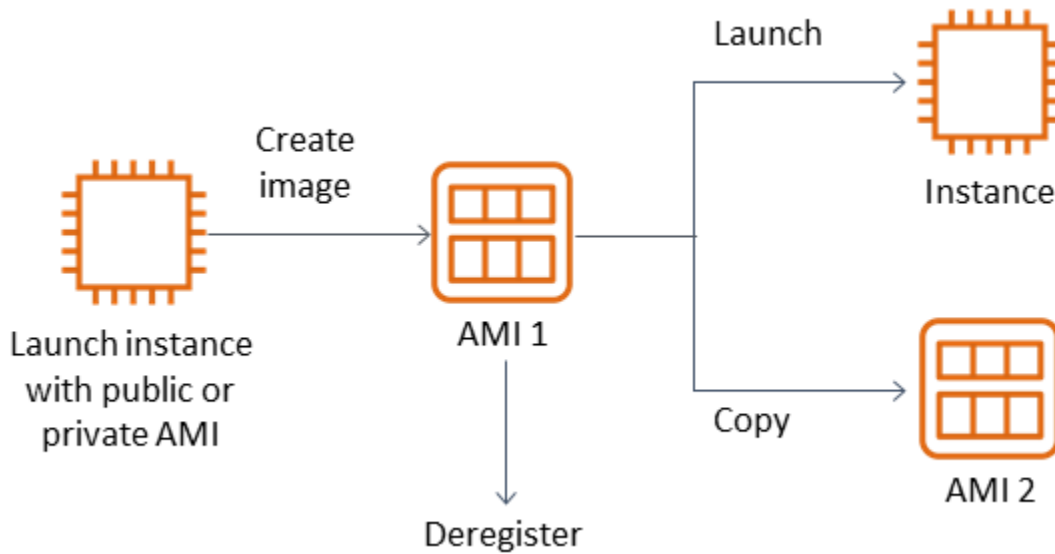 Launch
Create
image
Instance
AMI 1
Launch instance
with public or
private AMI
Copy
AMI 2
Deregister